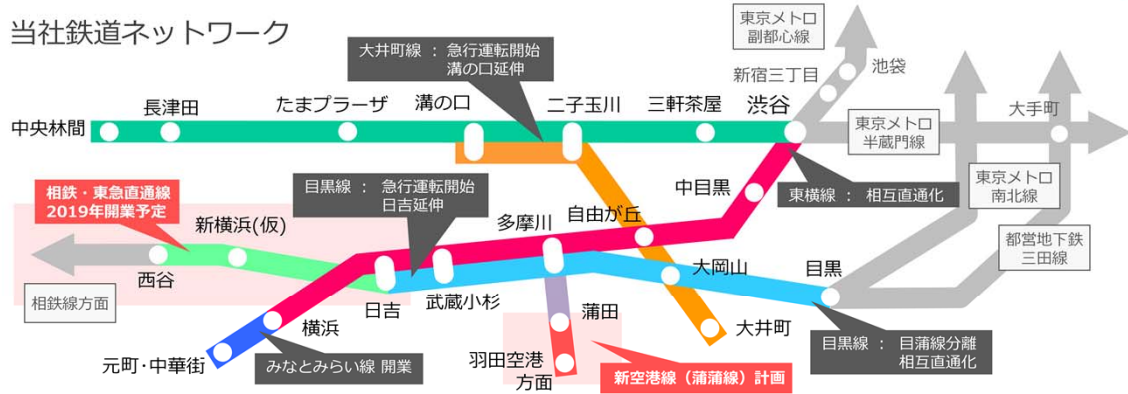 当社鉄道ネットワーク
東京メトロ
副都心線
大井町線 ： 急行運転開始
溝の口延伸
新宿三丁目
池袋
中央林間
長津田
たまプラーザ
溝の口
二子玉川
三軒茶屋
渋谷
東京メトロ
半蔵門線
大手町
相鉄・東急直通線
2019年開業予定
目黒線 ： 急行運転開始
日吉延伸
中目黒
東横線 ： 相互直通化
東京メトロ
南北線
新横浜(仮)
多摩川
自由が丘
都営地下鉄
三田線
西谷
大岡山
目黒
相鉄線方面
日吉
武蔵小杉
横浜
蒲田
大井町
元町･中華街
みなとみらい線 開業
羽田空港
方面
新空港線（蒲蒲線）計画
目黒線 ： 目蒲線分離
相互直通化